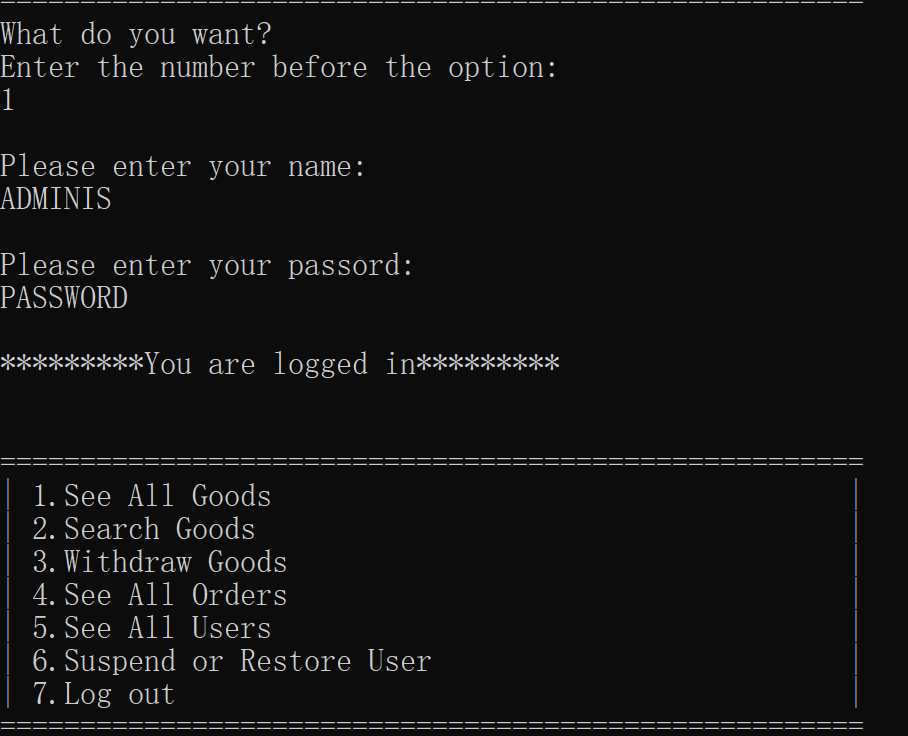 ======================================================
What do you want?
Enter the number before the option:
1
Please enter your name:
ADMINIS
Please enter your passord:
PASSWORD
*********You are logged in*********
======================================================
| 1.See All Goods |
| 2.Search Goods |
| 3.Withdraw Goods |
| 4.See All Orders |
| 5.See All Users |
| 6.Suspend or Restore User |
| 7.Log out |
======================================================